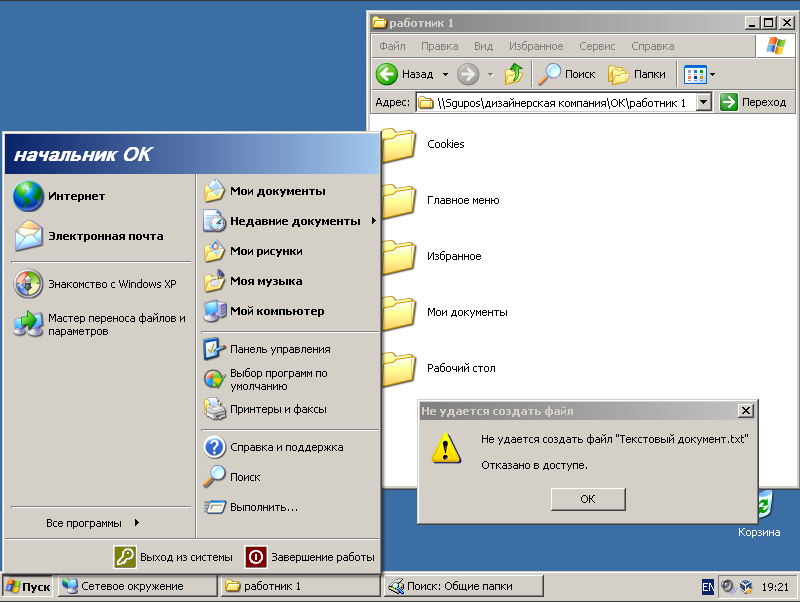 работник 1
Файл Правка Вид Избранное Сервис Справка
Назад Поиск Папки
Адрес: \\Sgupos\дизайнерская компания\ОК\работник 1 Переход
Cookies
Главное меню
Избранное
Мои документы
Рабочий стол
Не удается создать файл
Не удается создать файл "Текстовый документ.txt"
Отказано в доступе.
ОК
Корзина
начальник ОК
Интернет
Электронная почта
Знакомство с Windows XP
Мастер переноса файлов и
параметров
Все программы
Мои документы
Недавние документы
Мои рисунки
Моя музыка
Мой компьютер
Панель управления
Выбор программ по
умолчанию
Принтеры и факсы
Справка и поддержка
Поиск
Выполнить...
Выход из системы Завершение работы
Пуск Сетевое окружение работник 1 Поиск: Общие папки EN 19:21